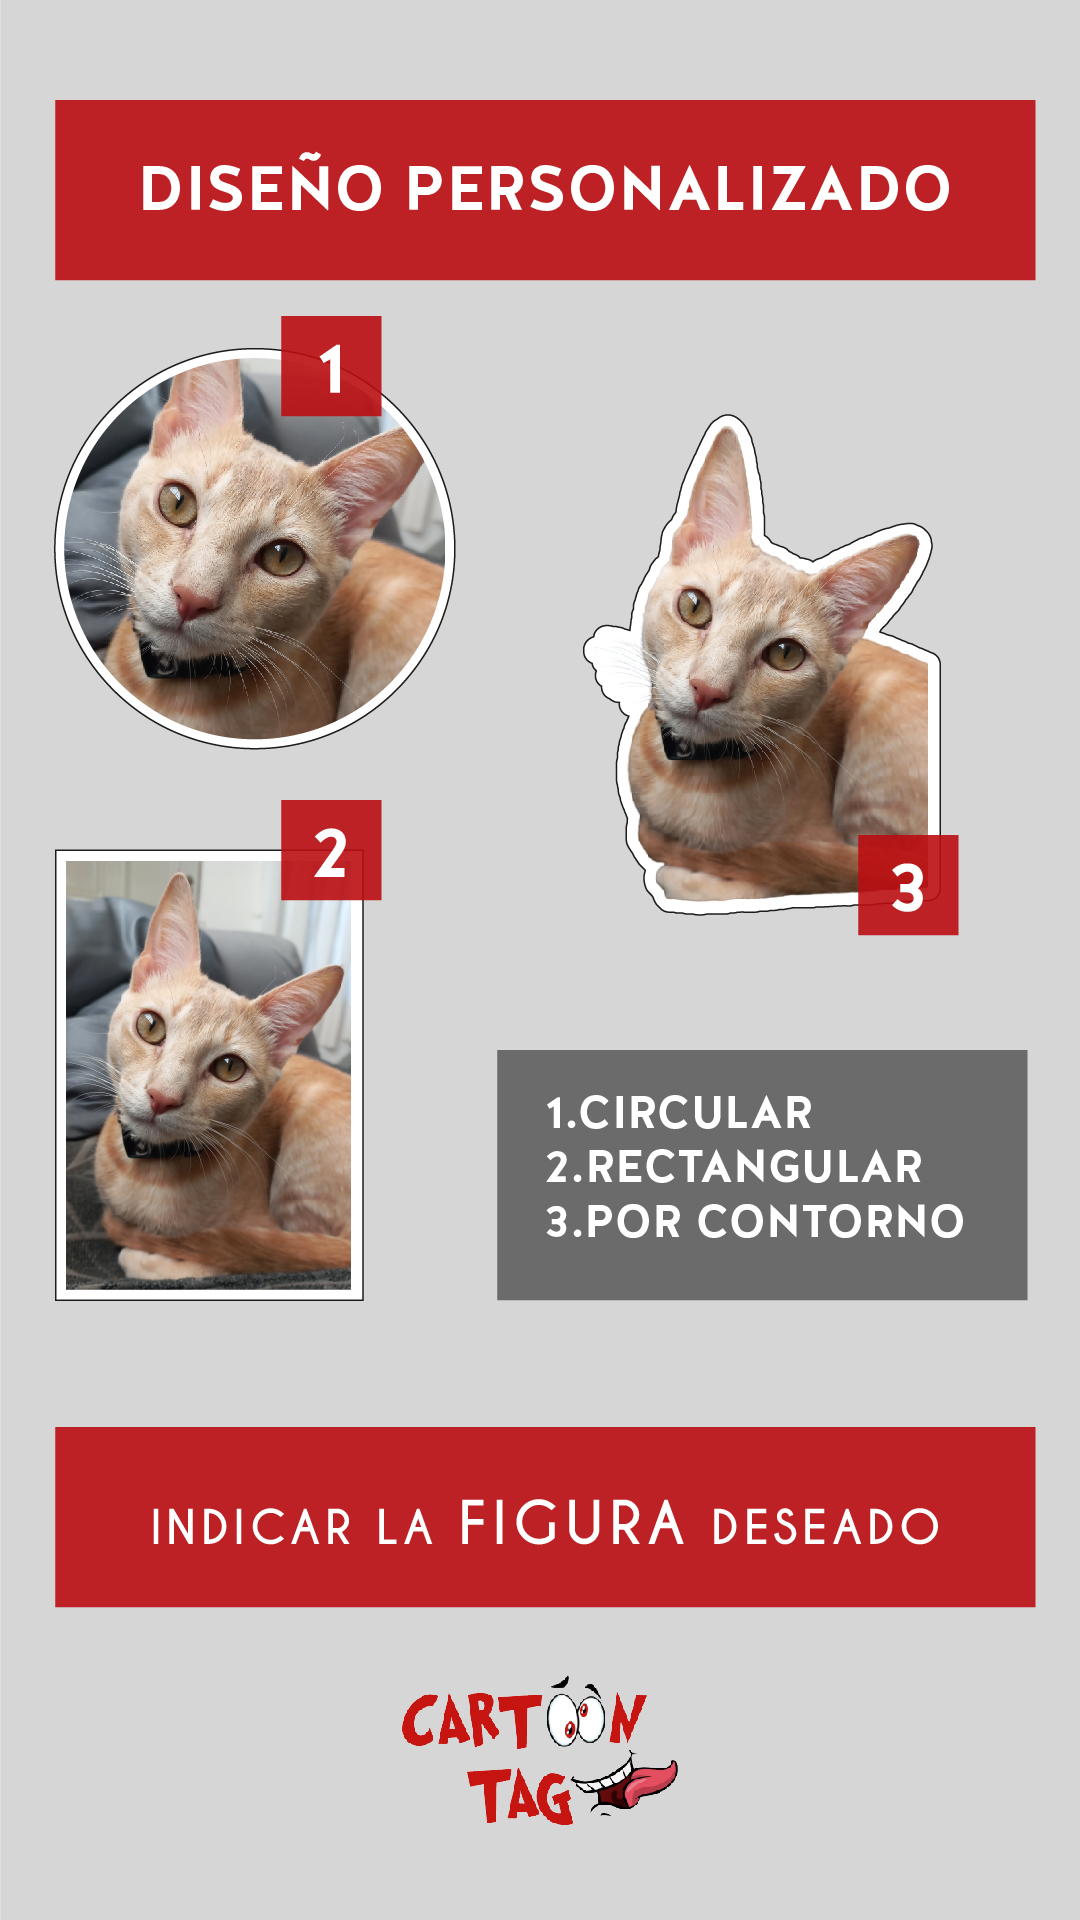 DISEÑO PERSONALIZADO
1
2
3
1.CIRCULAR
2.RECTANGULAR
3.POR CONTORNO
INDICAR LA FIGURA DESEADO
CARTOON
TAG